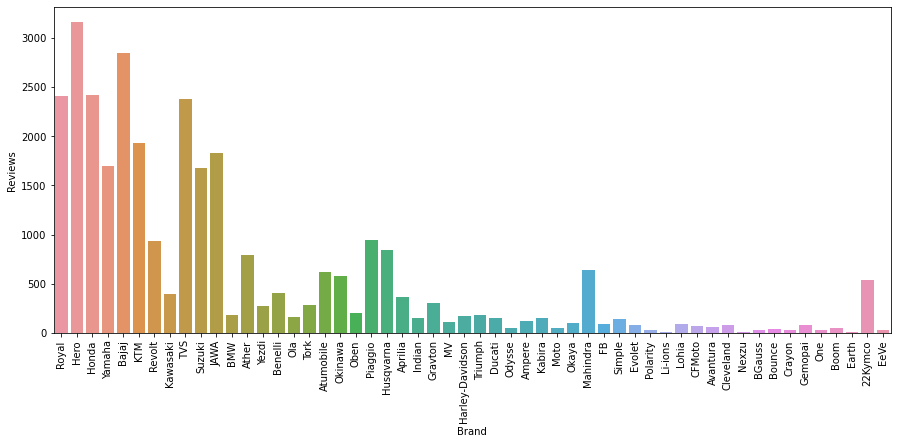 3000
2500
2000
1500
1000
500
0
Reviews
Royal
Hero
Honda
Yamaha
Bajaj
KTM
Revolt
Kawasaki
TVS
Suzuki
JAWA
BMW
Ather
Yezdi
Benelli
Ola
Tork
Atumobile
Okinawa
Oben
Piaggio
Husqvarna
Aprilia
Indian
Gravton
MV
Harley-Davidson
Triumph
Ducati
Odysse
Ampere
Kabira
Moto
Okaya
Mahindra
FB
Simple
Evolet
Polarity
Li-ions
Lohia
CFMoto
Avantura
Cleveland
Nexzu
BGauss
Bounce
Crayon
Gemopai
One
Boom
Earth
22Kymco
EeVe
Brand